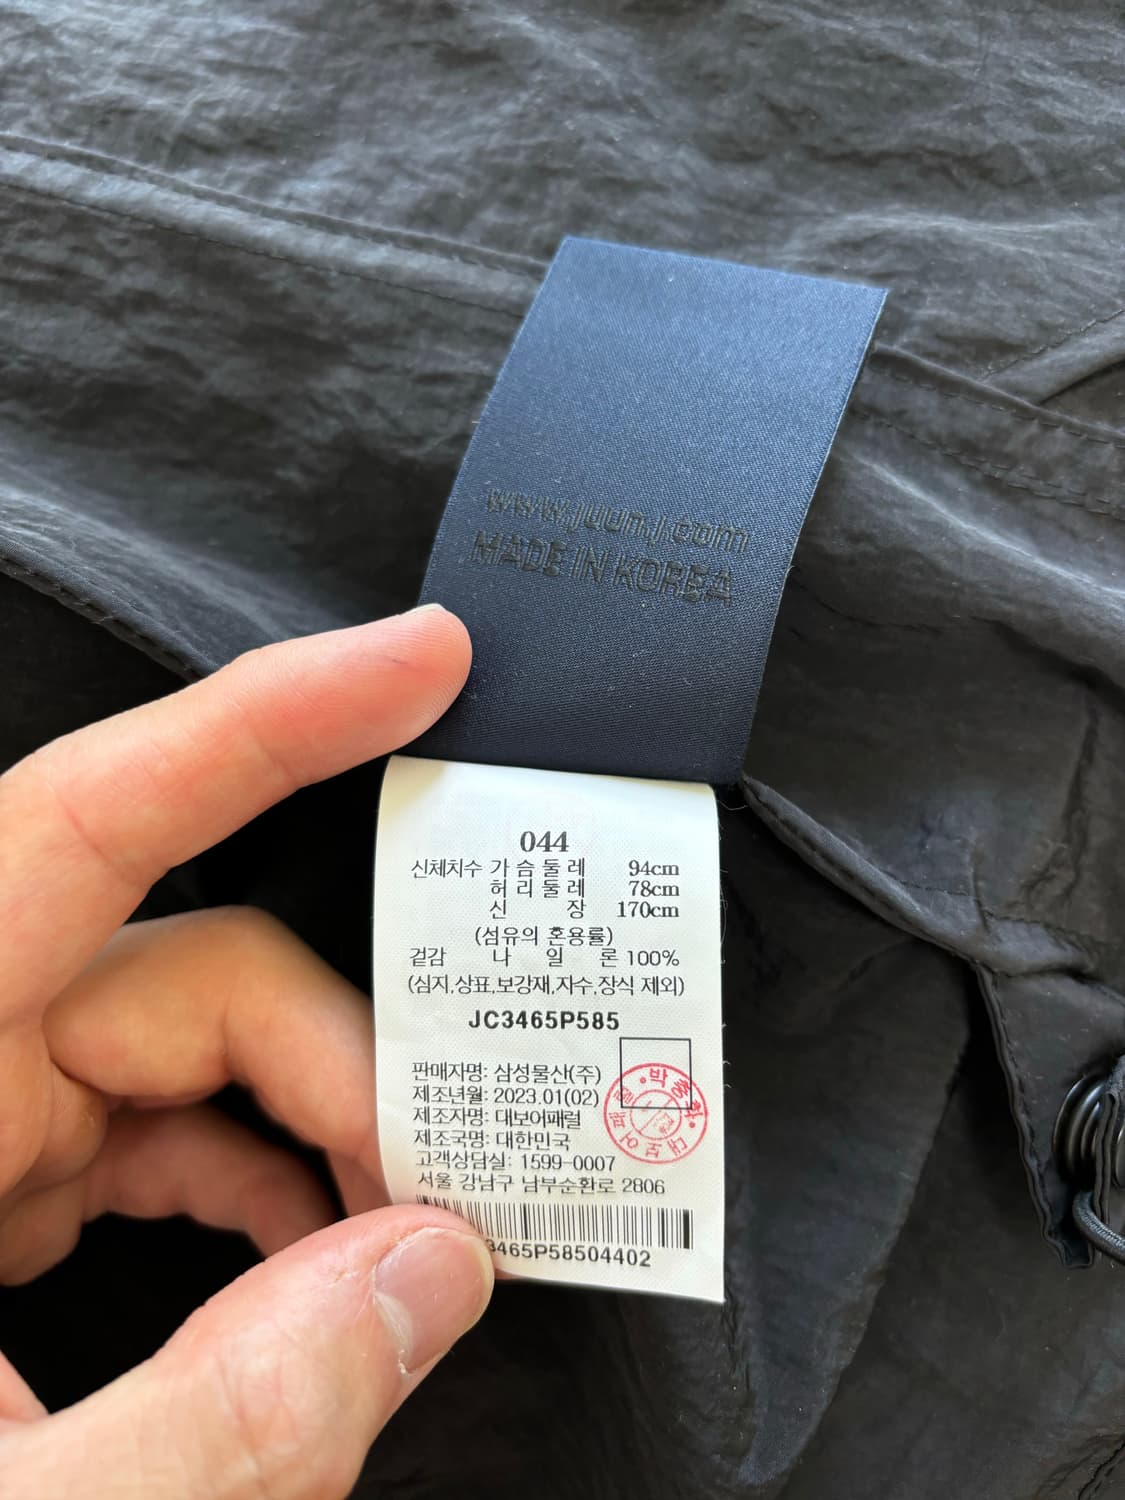 www.juunj.com
MADE IN KOREA
044
신체치수 가슴둘레 94cm
허리둘레 78cm
신장 170cm
(섬유의 혼용률)
겉감 나일론 100%
(심지,상표,보강재,자수,장식 제외)
JC3465P585
판매자명: 삼성물산(주)
제조년월: 2023.01(02)
제조자명: 대보어패럴
제조국명: 대한민국
고객상담실: 1599-0007
서울 강남구 남부순환로 2806
3465P58504402